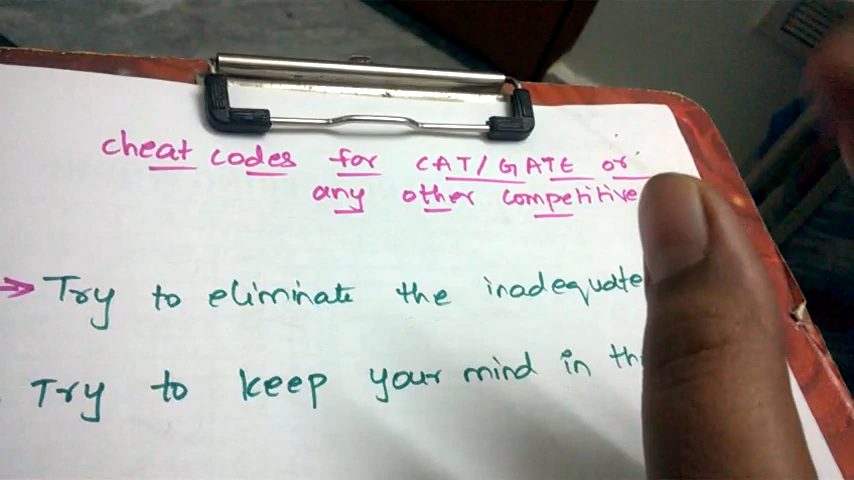 cheat codes for CAT/GATE or
any other competitive
→ Try to eliminate the inadequate
Try to keep your mind in